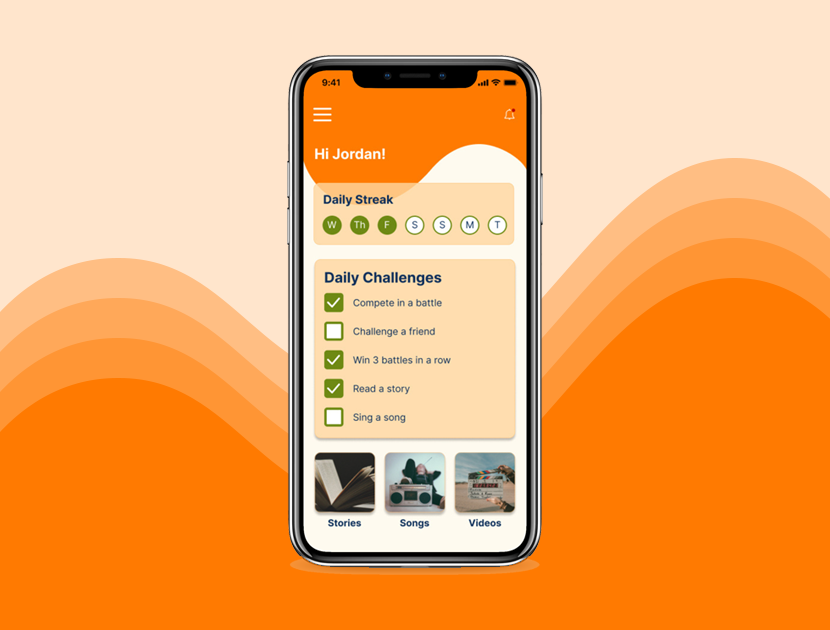 9:41
Hi Jordan!
Daily Streak
W Th F S S M T
Daily Challenges
Compete in a battle
Challenge a friend
Win 3 battles in a row
Read a story
Sing a song
Stories Songs Videos